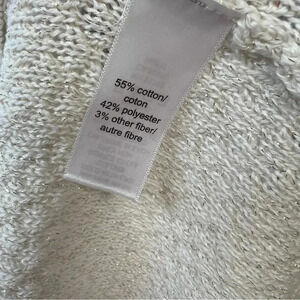 55% cotton/
coton
42% polyester
3% other fiber/
autre fibre